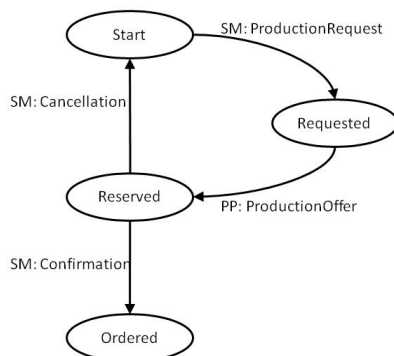 Start
SM: ProductionRequest
SM: Cancellation
Requested
Reserved
PP: ProductionOffer
SM: Confirmation
Ordered